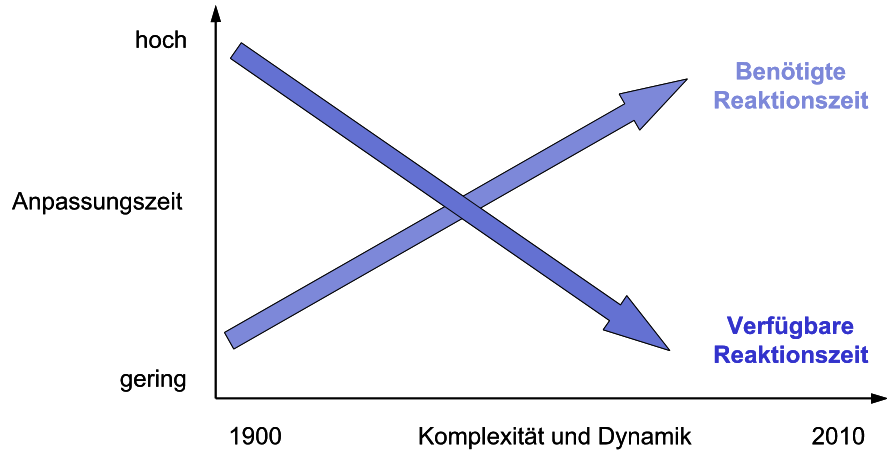 hoch
Benötigte
Reaktionszeit
Anpassungszeit
Verfügbare
Reaktionszeit
gering
1900 Komplexität und Dynamik 2010